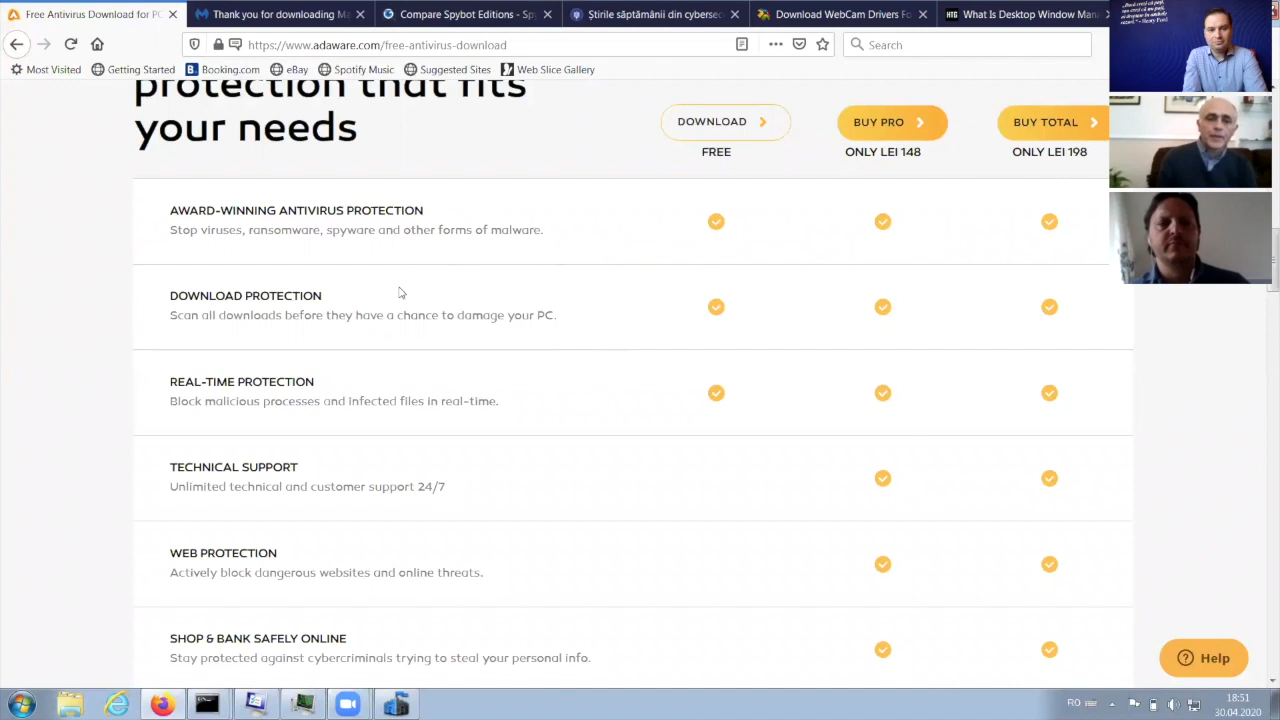 Free Antivirus Download for PC
Thank you for downloading Ma
Compare Spybot Editions - Sp
Știrile săptămânii din cybersec
Download WebCam Drivers Fo
HTG What Is Desktop Window Man
https://www.adaware.com/free-antivirus-download
Search
Most Visited Getting Started Booking.com eBay Spotify Music Suggested Sites Web Slice Gallery
protection that fits
your needs
DOWNLOAD BUY PRO BUY TOTAL
FREE ONLY LEI 148 ONLY LEI 198
AWARD-WINNING ANTIVIRUS PROTECTION
Stop viruses, ransomware, spyware and other forms of malware.
DOWNLOAD PROTECTION
Scan all downloads before they have a chance to damage your PC.
REAL-TIME PROTECTION
Block malicious processes and infected files in real-time.
TECHNICAL SUPPORT
Unlimited technical and customer support 24/7
WEB PROTECTION
Actively block dangerous websites and online threats.
SHOP & BANK SAFELY ONLINE
Stay protected against cybercriminals trying to steal your personal info.
Help
RO
18:51
30.04.2020